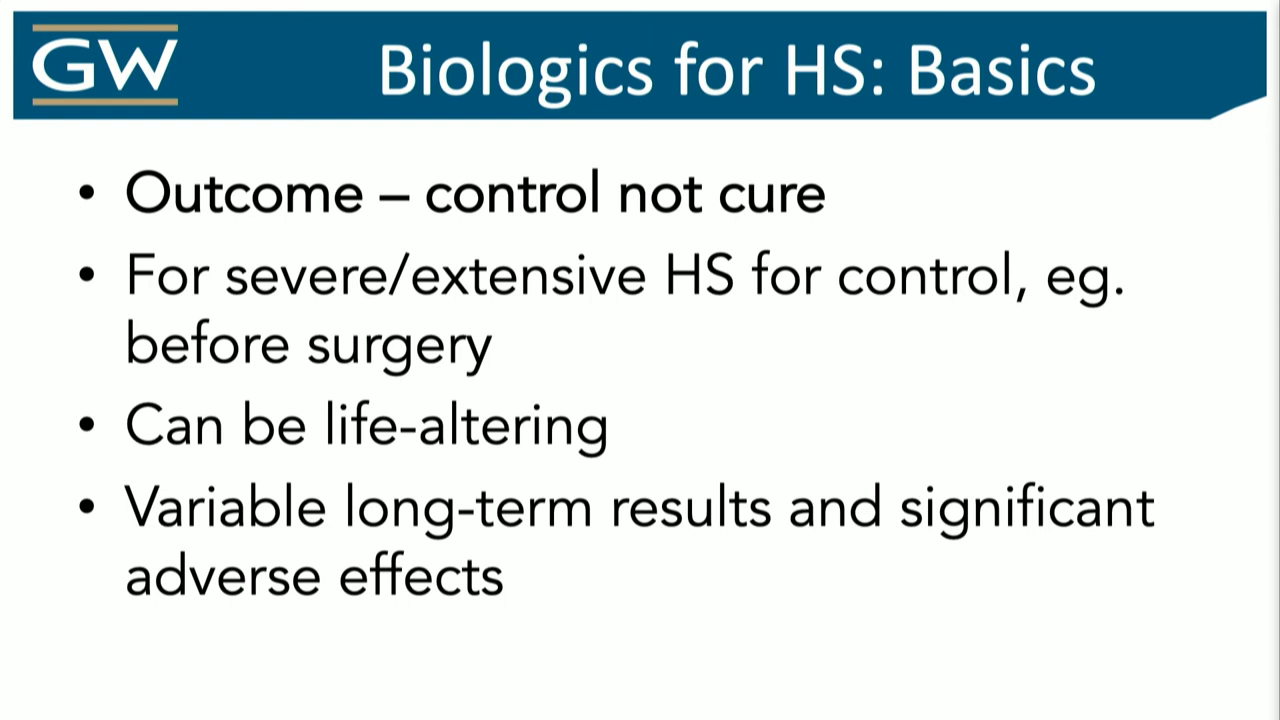 GW
Biologics for HS: Basics
• Outcome – control not cure
• For severe/extensive HS for control, eg.
before surgery
• Can be life-altering
• Variable long-term results and significant
adverse effects